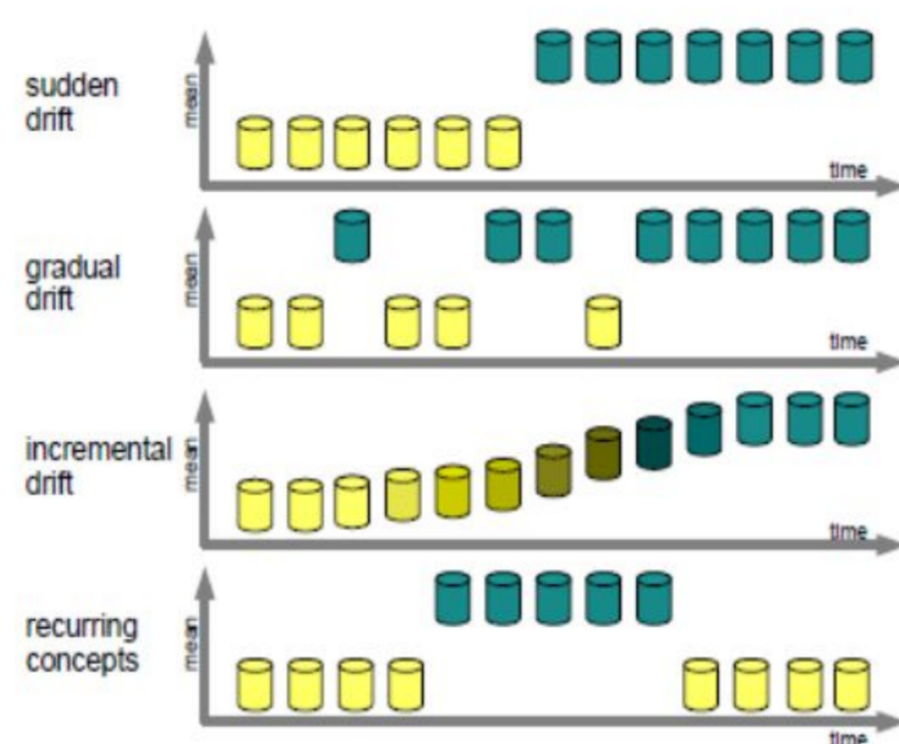 sudden
drift
mean
time
gradual
drift
mean
time
incremental
drift
mean
time
recurring
concepts
mean
time